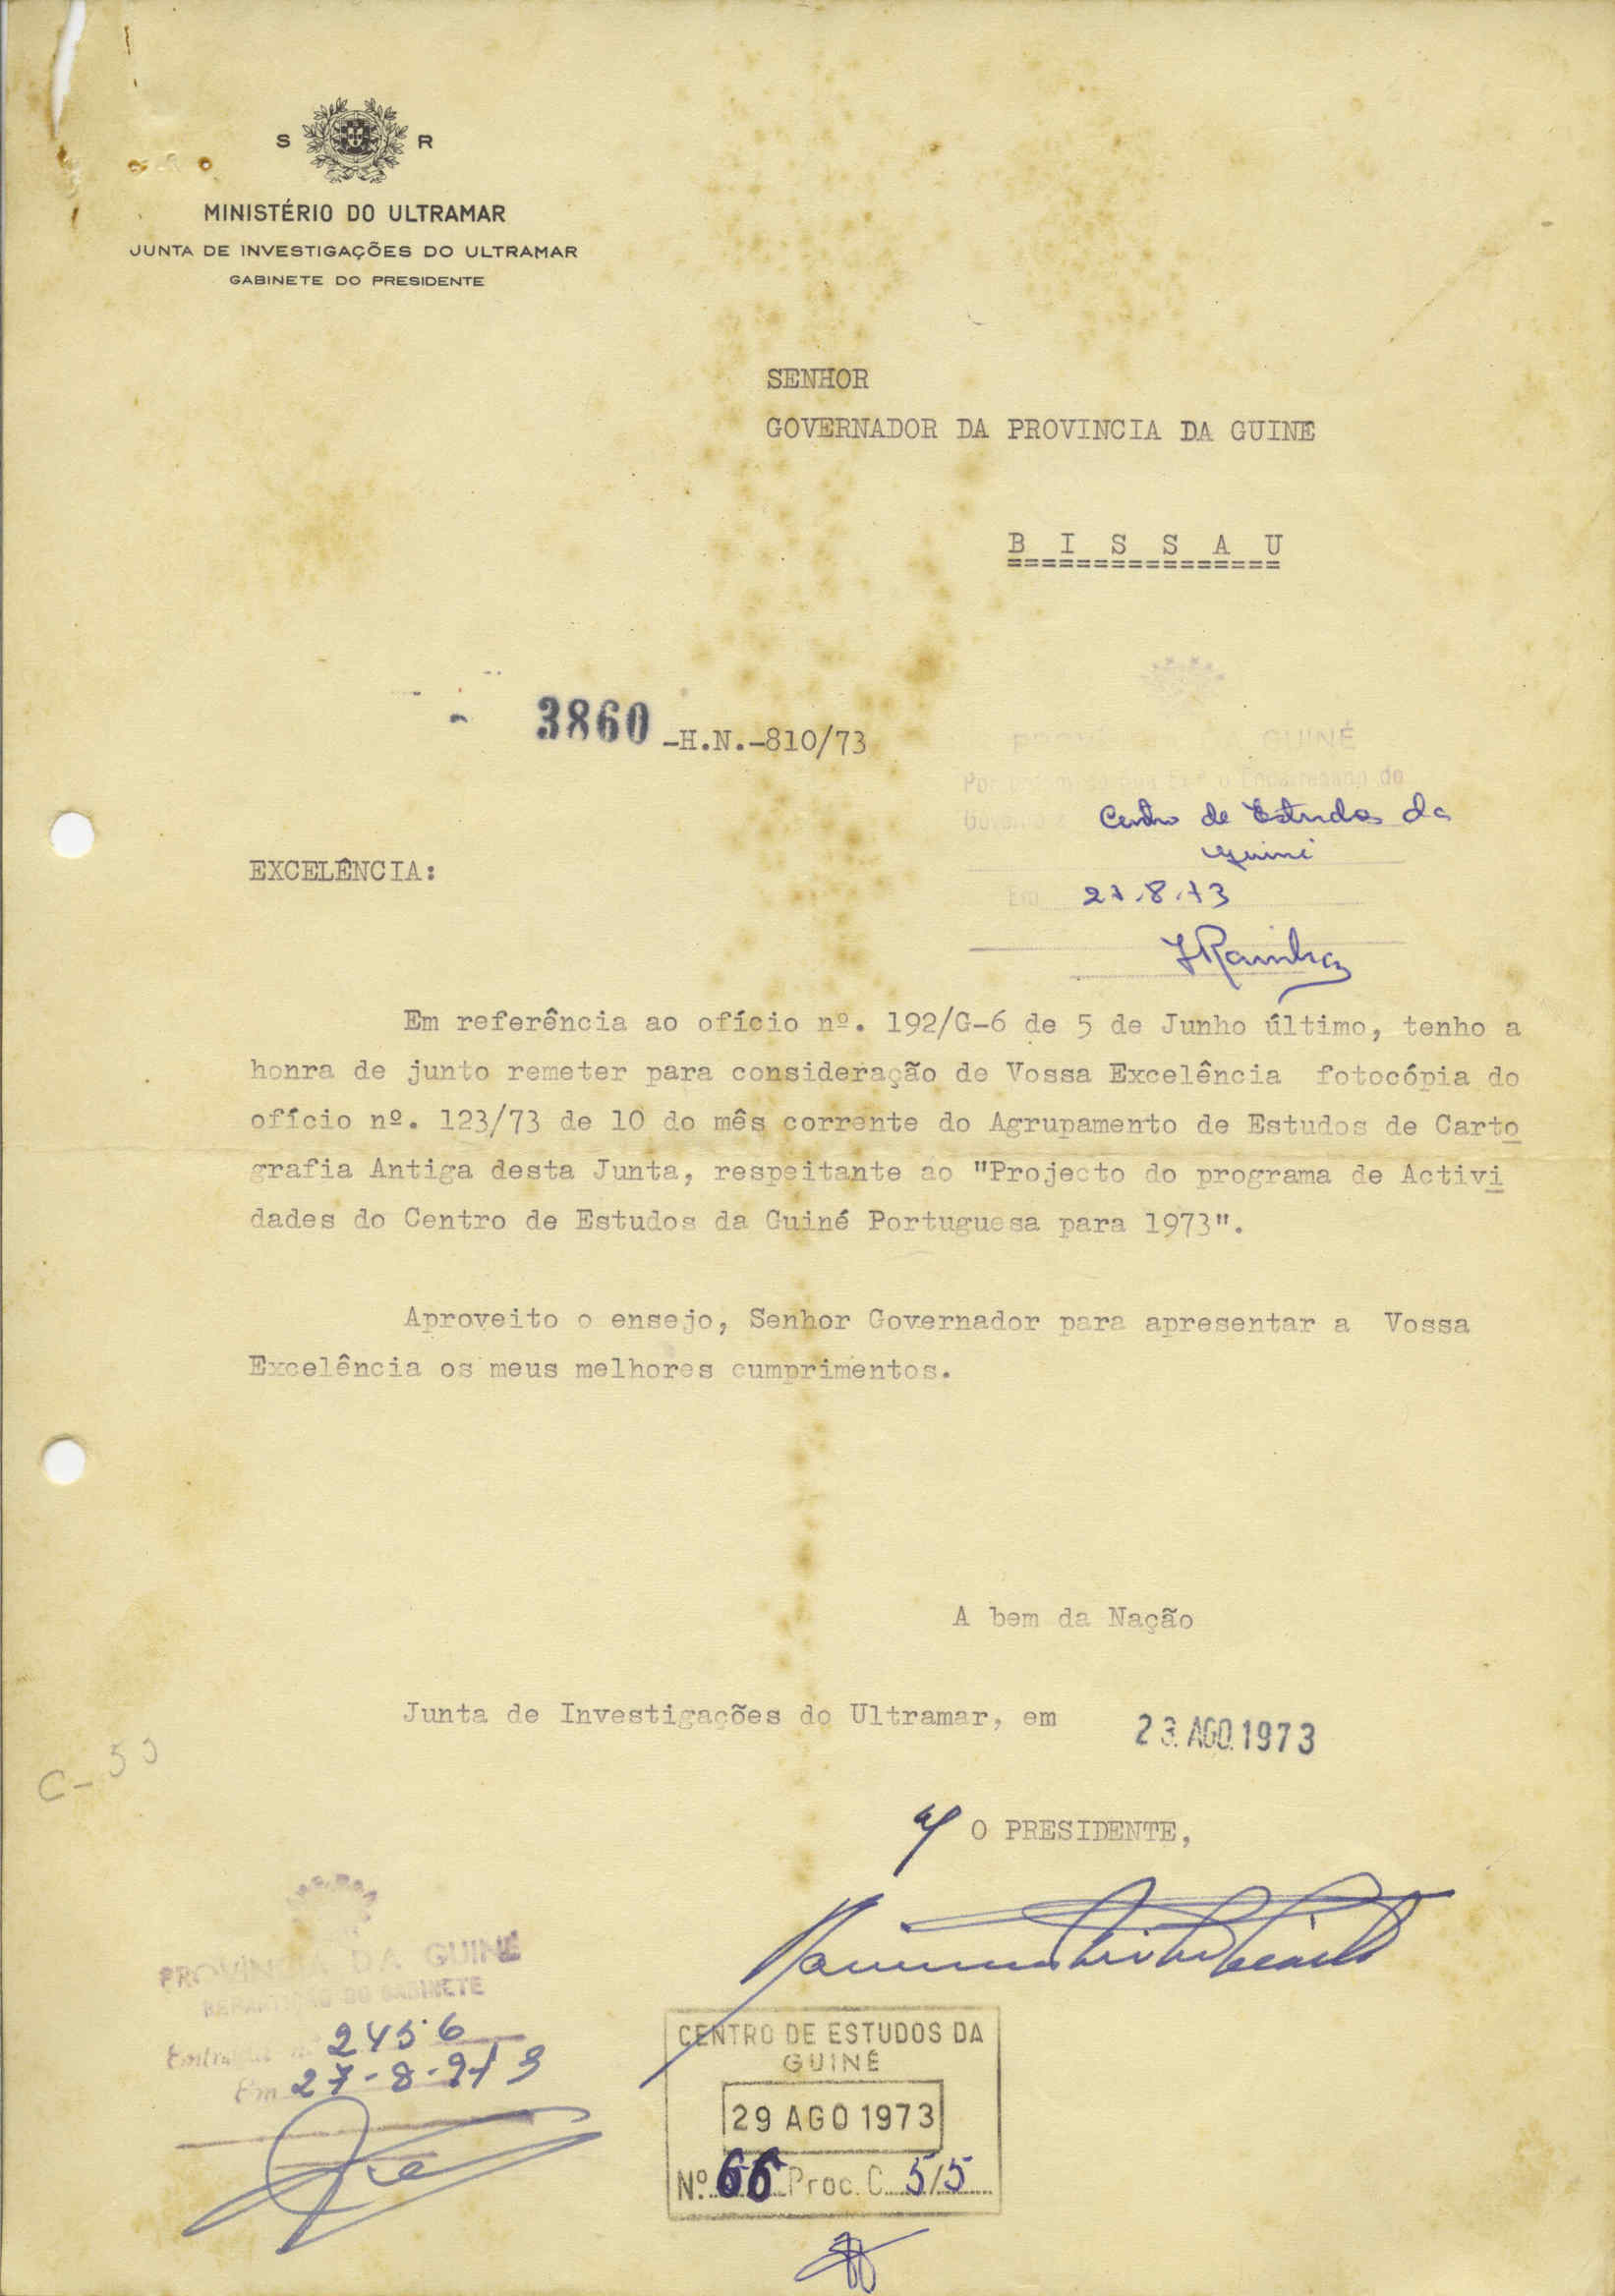 S R
MINISTÉRIO DO ULTRAMAR
JUNTA DE INVESTIGAÇÕES DO ULTRAMAR
GABINETE DO PRESIDENTE
SENHOR
GOVERNADOR DA PROVINCIA DA GUINE
B I S S A U
================
3860 -H.N.-810/73
GUINÉ
Centro de Estudos da
Guiné
Em 27.8.73
EXCELÊNCIA:
Em referência ao ofício nº. 192/G-6 de 5 de Junho último, tenho a
honra de junto remeter para consideração de Vossa Excelência fotocópia do
ofício nº. 123/73 de 10 do mês corrente do Agrupamento de Estudos de Carto
grafia Antiga desta Junta, respeitante ao "Projecto do programa de Activi
dades do Centro de Estudos da Guiné Portuguesa para 1973".
Aproveito o ensejo, Senhor Governador para apresentar a Vossa
Excelência os meus melhores cumprimentos.
A bem da Nação
Junta de Investigações do Ultramar, em 23. AGO. 1973
O PRESIDENTE,
C-53
PROVÍNCIA DA GUINÉ
REPARTIÇÃO DO GABINETE
2456
Em 27-8-973
CENTRO DE ESTUDOS DA
GUINÉ
29 AGO 1973
Nº. 66 Proc. C. 5/5